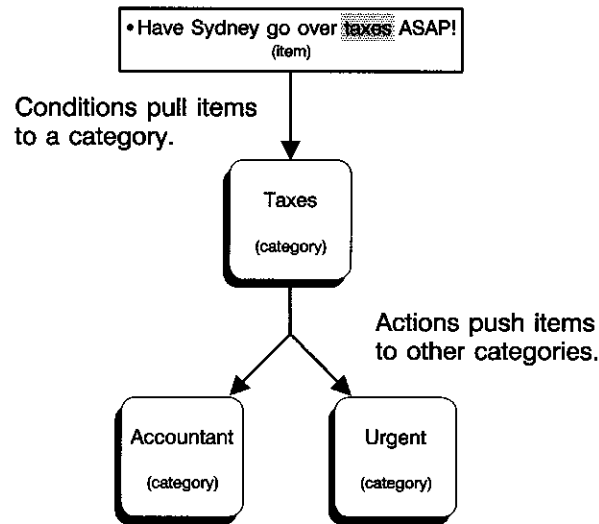 •Have Sydney go over taxes ASAP!
(item)
Conditions pull items
to a category.
Taxes
(category)
Actions push items
to other categories.
Accountant
(category)
Urgent
(category)